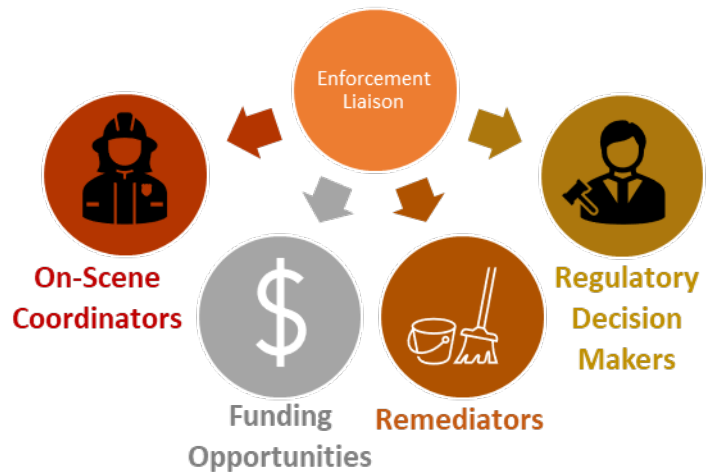 Enforcement
Liaison
On-Scene
Coordinators
$
Funding
Opportunities
Remediators
Regulatory
Decision
Makers